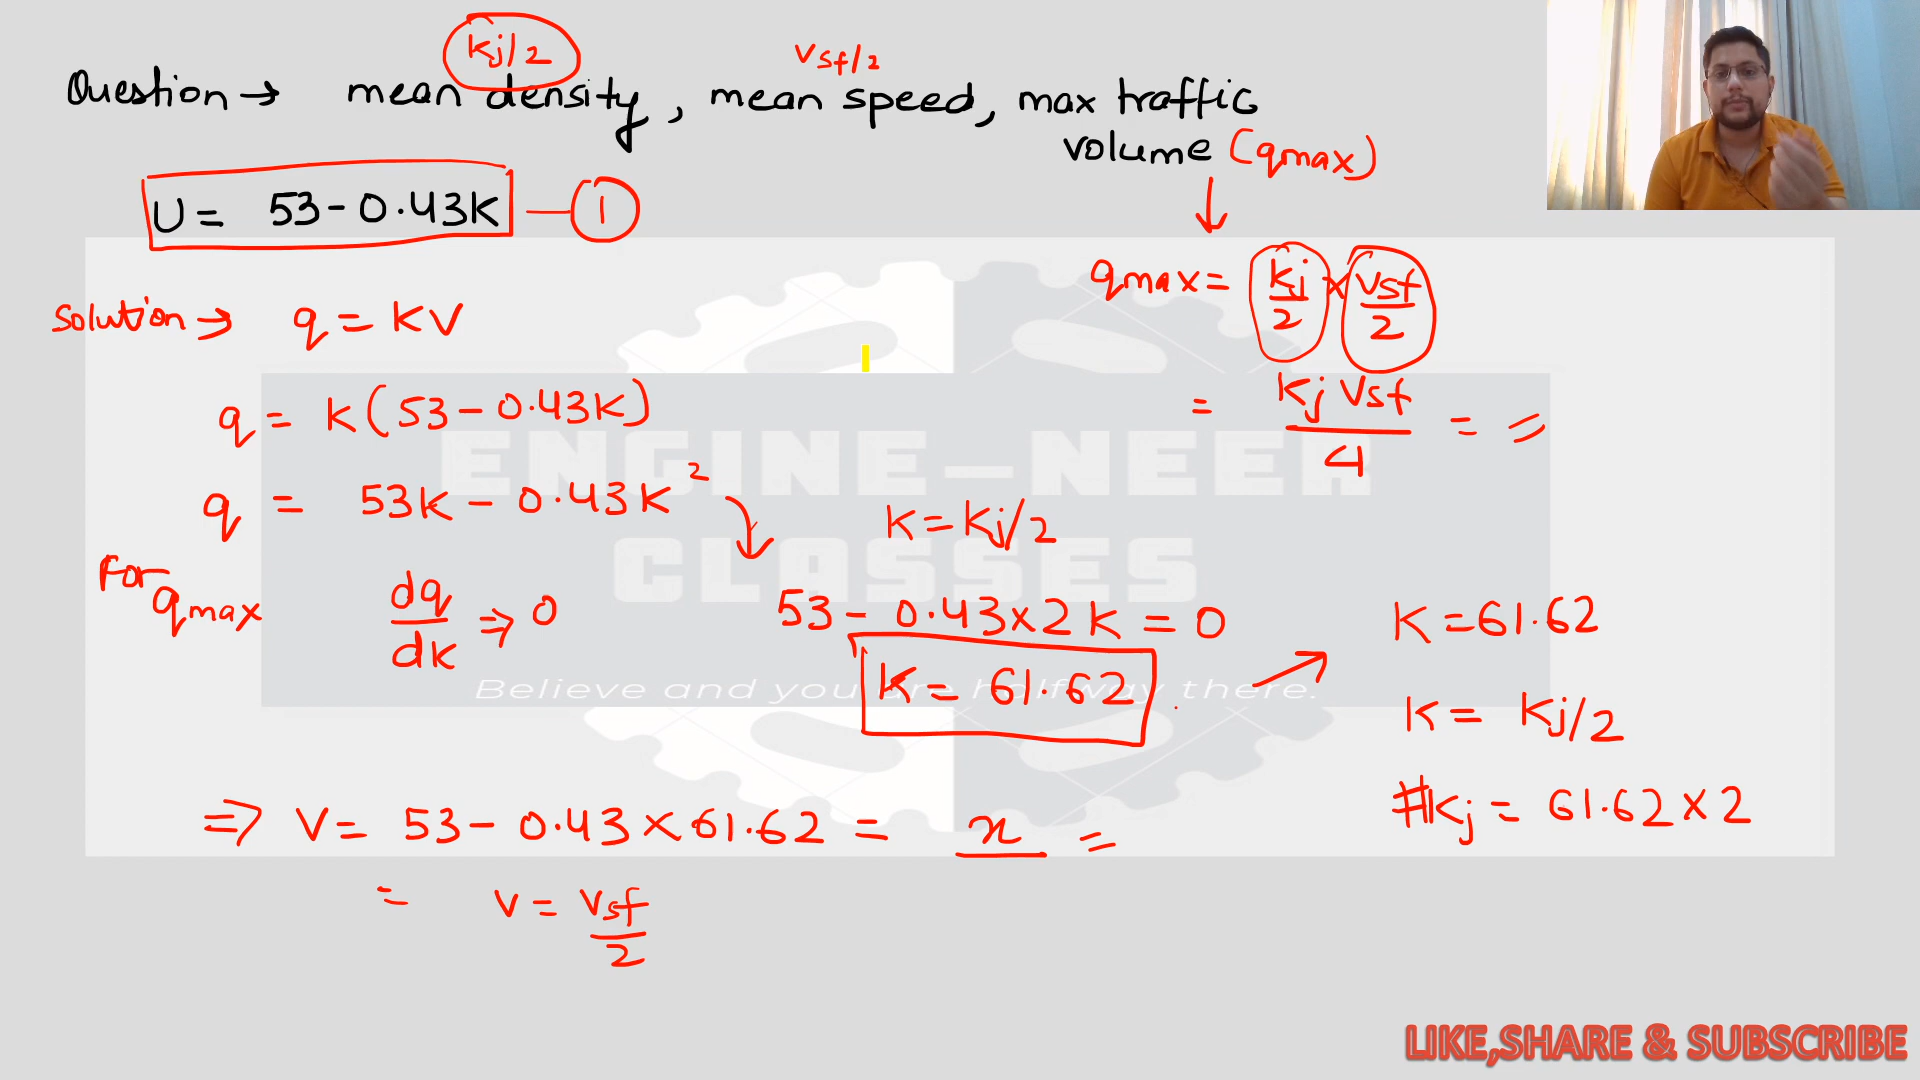 kj/2
Vsf/2
Question → mean density, mean speed, max traffic
volume (qmax)
U = 53-0.43K — 1
qmax = kj/2 × Vsf/2
= kj Vsf/4 = =
Solution → q = KV
q = K(53-0.43K)
q = 53K - 0.43K²
K = Kj/2
For qmax dq/dK ⇒ 0
53 - 0.43×2K = 0
K = 61.62
K = 61.62
K = Kj/2
#Kj = 61.62 × 2
⇒ V = 53 - 0.43 × 61.62 = x =
= V = Vsf/2
ENGINE-NEER
CLASSES
Believe and you are halfway there.
LIKE,SHARE & SUBSCRIBE